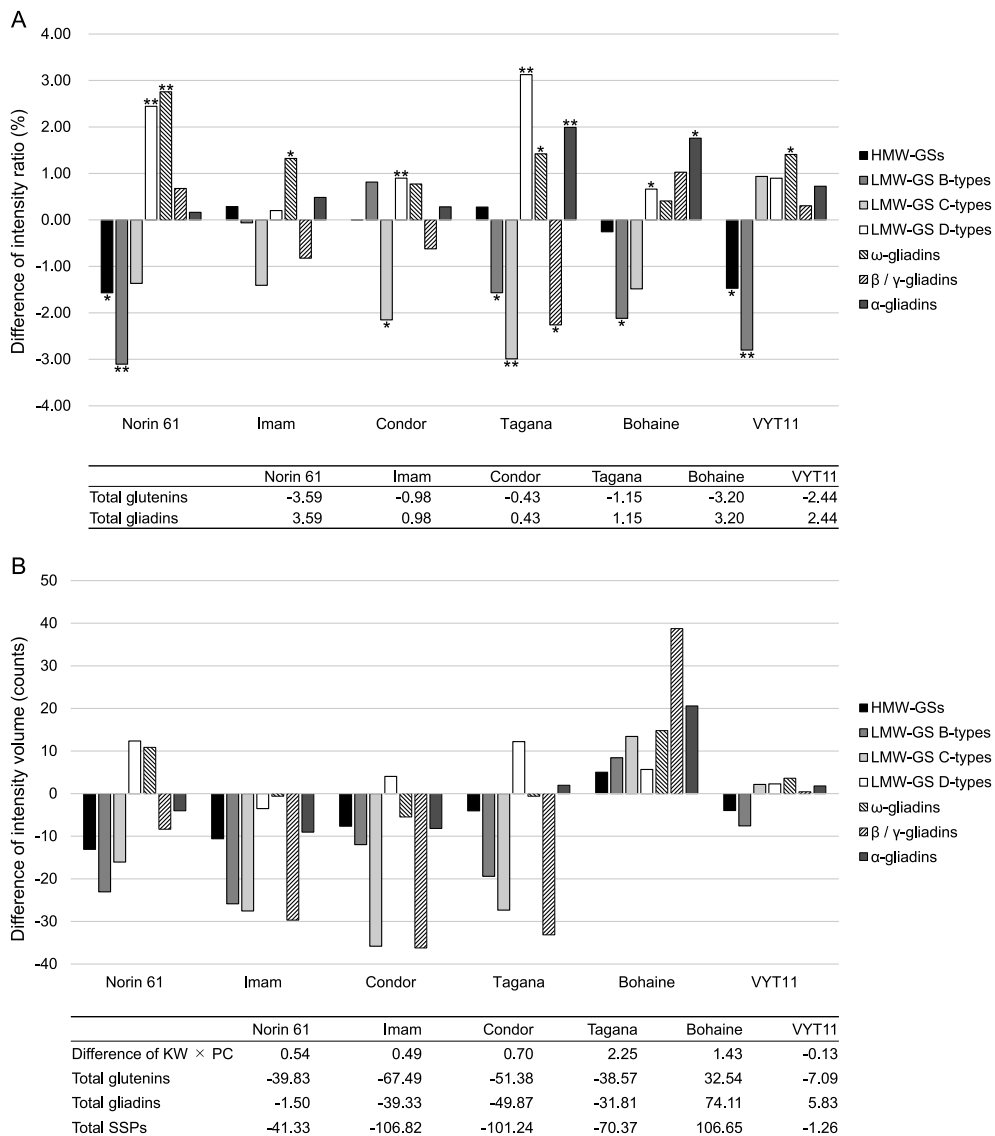 A
Difference of intensity ratio (%)
4.00
3.00
2.00
1.00
0.00
-1.00
-2.00
-3.00
-4.00
** ** * ** ** * ** * *
* ** * * ** * * * **
Norin 61 Imam Condor Tagana Bohaine VYT11
HMW-GSs
LMW-GS B-types
LMW-GS C-types
LMW-GS D-types
ω-gliadins
β / γ-gliadins
α-gliadins
Norin 61 Imam Condor Tagana Bohaine VYT11
Total glutenins -3.59 -0.98 -0.43 -1.15 -3.20 -2.44
Total gliadins 3.59 0.98 0.43 1.15 3.20 2.44
B
Difference of intensity volume (counts)
50
40
30
20
10
0
-10
-20
-30
-40
Norin 61 Imam Condor Tagana Bohaine VYT11
HMW-GSs
LMW-GS B-types
LMW-GS C-types
LMW-GS D-types
ω-gliadins
β / γ-gliadins
α-gliadins
Norin 61 Imam Condor Tagana Bohaine VYT11
Difference of KW × PC 0.54 0.49 0.70 2.25 1.43 -0.13
Total glutenins -39.83 -67.49 -51.38 -38.57 32.54 -7.09
Total gliadins -1.50 -39.33 -49.87 -31.81 74.11 5.83
Total SSPs -41.33 -106.82 -101.24 -70.37 106.65 -1.26